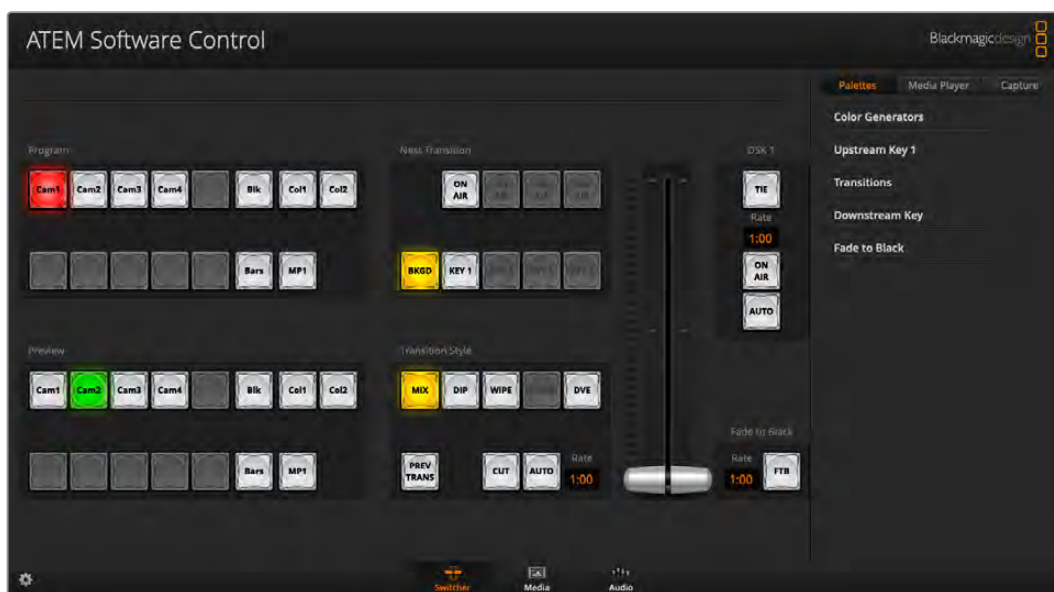 ATEM Software Control
Blackmagicdesign
Palettes Media Player Capture
Color Generators
Upstream Key 1
Transitions
Downstream Key
Fade to Black
Program
Cam1 Cam2 Cam3 Cam4 Blk Col1 Col2
Bars MP1
Next Transition
ON AIR
BKGD KEY 1
DSK 1
TIE
Rate
1:00
ON AIR
AUTO
Preview
Cam1 Cam2 Cam3 Cam4 Blk Col1 Col2
Bars MP1
Transition Style
MIX DIP WIPE DVE
PREV TRANS CUT AUTO Rate 1:00
Fade to Black
Rate
1:00 FTB
Switcher Media Audio